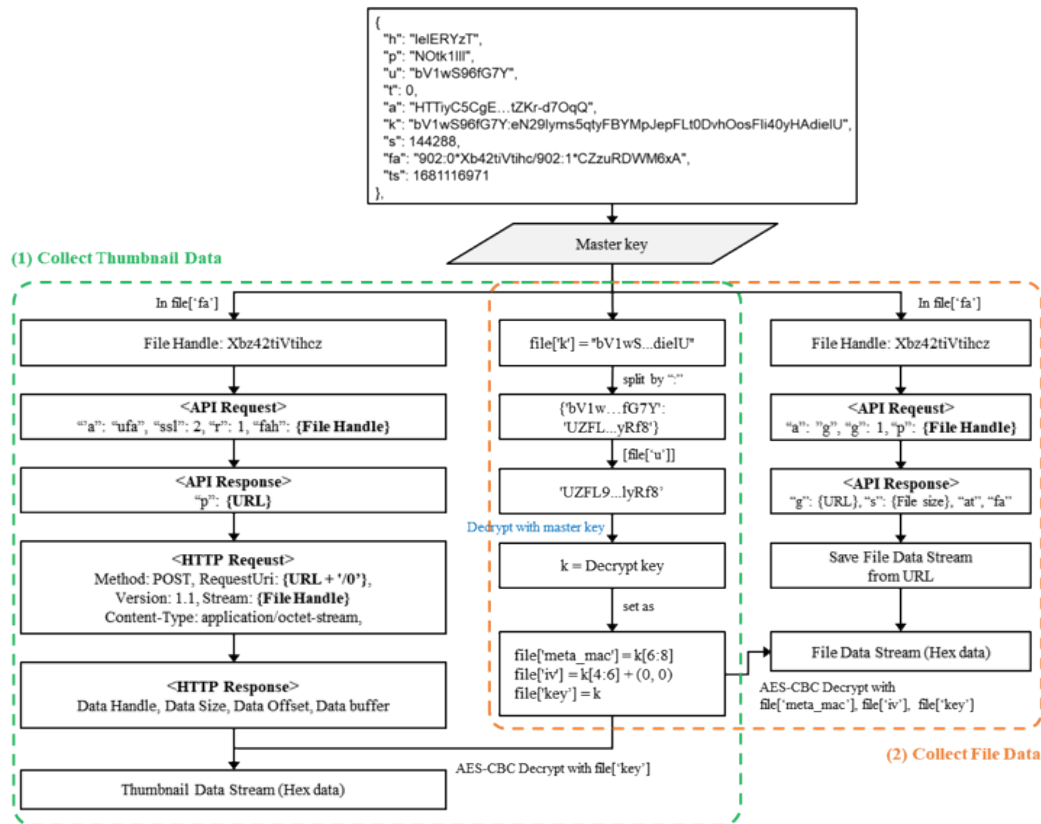 {
"h": "leIERYzT",
"p": "NOtk1lll",
"u": "bV1wS96fG7Y",
"t": 0,
"a": "HTTiyC5CgE…tZKr-d7OqQ",
"k": "bV1wS96fG7Y:eN29lyms5qtyFBYMpJepFLt0DvhOosFli40yHAdieIU",
"s": 144288,
"fa": "902:0*Xb42tiVtihc/902:1*CZzuRDWM6xA",
"ts": 1681116971
},
Master key
(1) Collect Thumbnail Data
In file['fa']
File Handle: Xbz42tiVtihcz
<API Request>
"'a": "ufa", "ssl": 2, "r": 1, "fah": {File Handle}
<API Response>
"p": {URL}
<HTTP Reqeust>
Method: POST, RequestUri: {URL + '/0'},
Version: 1.1, Stream: {File Handle}
Content-Type: application/octet-stream,
<HTTP Response>
Data Handle, Data Size, Data Offset, Data buffer
Thumbnail Data Stream (Hex data)
file['k'] = "bV1wS...dieIU"
split by ":"
{'bV1w…fG7Y':
'UZFL...yRf8'}
[file['u']]
'UZFL9...lyRf8'
Decrypt with master key
k = Decrypt key
set as
file['meta_mac'] = k[6:8]
file['iv'] = k[4:6] + (0, 0)
file['key'] = k
AES-CBC Decrypt with file['key']
In file['fa']
File Handle: Xbz42tiVtihcz
<API Reqeust>
"a": "g", "g": 1, "p": {File Handle}
<API Response>
"g": {URL}, "s": {File size}, "at", "fa"
Save File Data Stream
from URL
File Data Stream (Hex data)
AES-CBC Decrypt with
file['meta_mac'], file['iv'], file['key']
(2) Collect File Data